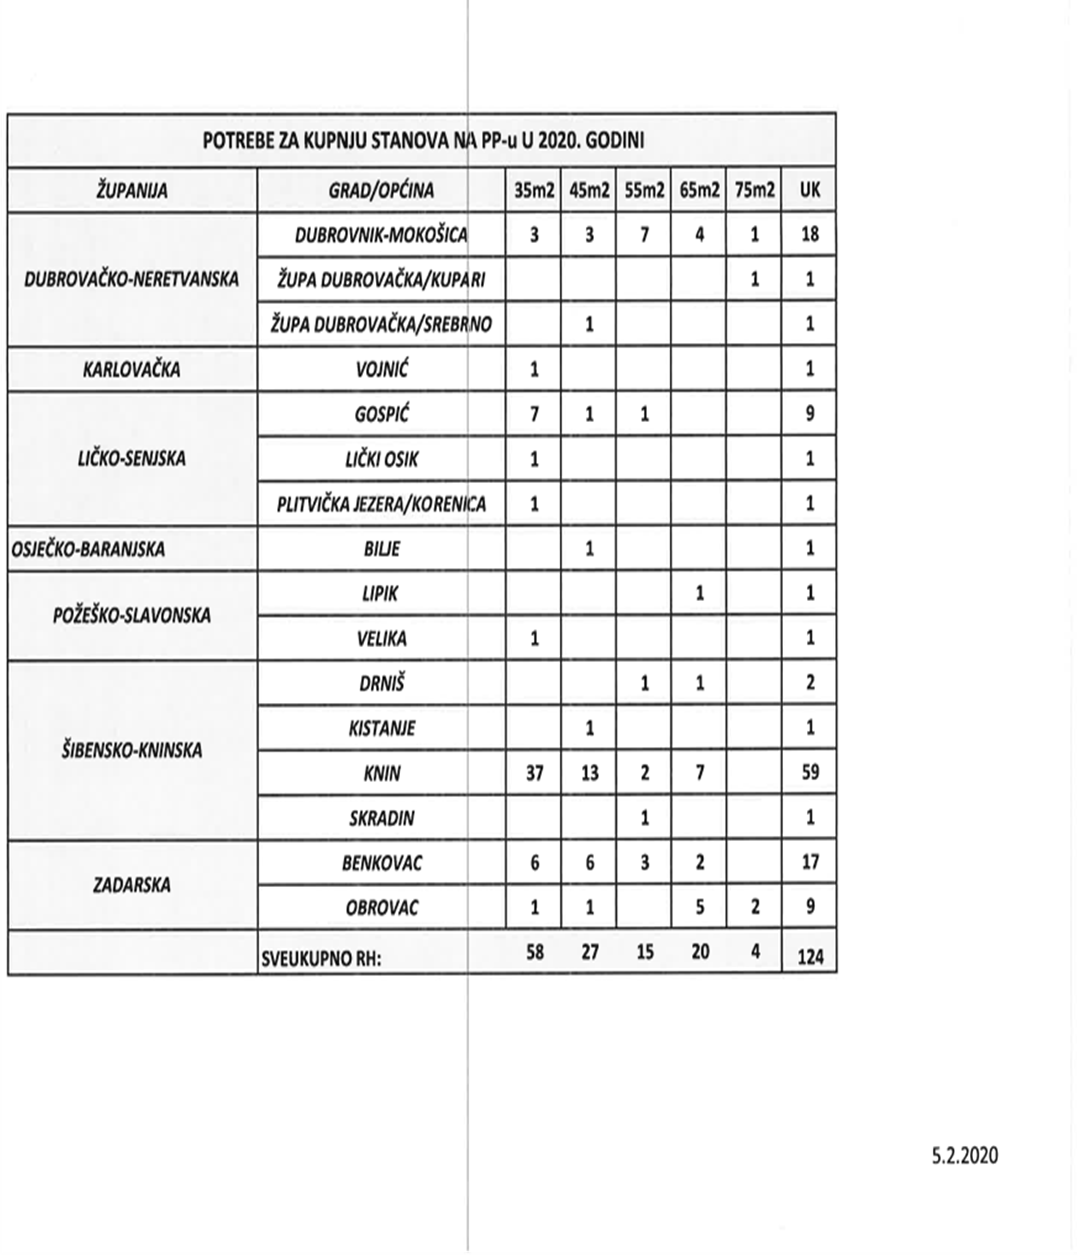 POTREBE ZA KUPNJU STANOVA NA PP-u U 2020. GODINI
ŽUPANIJA GRAD/OPĆINA 35m2 45m2 55m2 65m2 75m2 UK
DUBROVAČKO-NERETVANSKA DUBROVNIK-MOKOŠICA 3 3 7 4 1 18
ŽUPA DUBROVAČKA/KUPARI 1 1
ŽUPA DUBROVAČKA/SREBRNO 1 1
KARLOVAČKA VOJNIĆ 1 1
LIČKO-SENJSKA GOSPIĆ 7 1 1 9
LIČKI OSIK 1 1
PLITVIČKA JEZERA/KORENICA 1 1
OSJEČKO-BARANJSKA BILJE 1 1
POŽEŠKO-SLAVONSKA LIPIK 1 1
VELIKA 1 1
ŠIBENSKO-KNINSKA DRNIŠ 1 1 2
KISTANJE 1 1
KNIN 37 13 2 7 59
SKRADIN 1 1
ZADARSKA BENKOVAC 6 6 3 2 17
OBROVAC 1 1 5 2 9
SVEUKUPNO RH: 58 27 15 20 4 124
5.2.2020